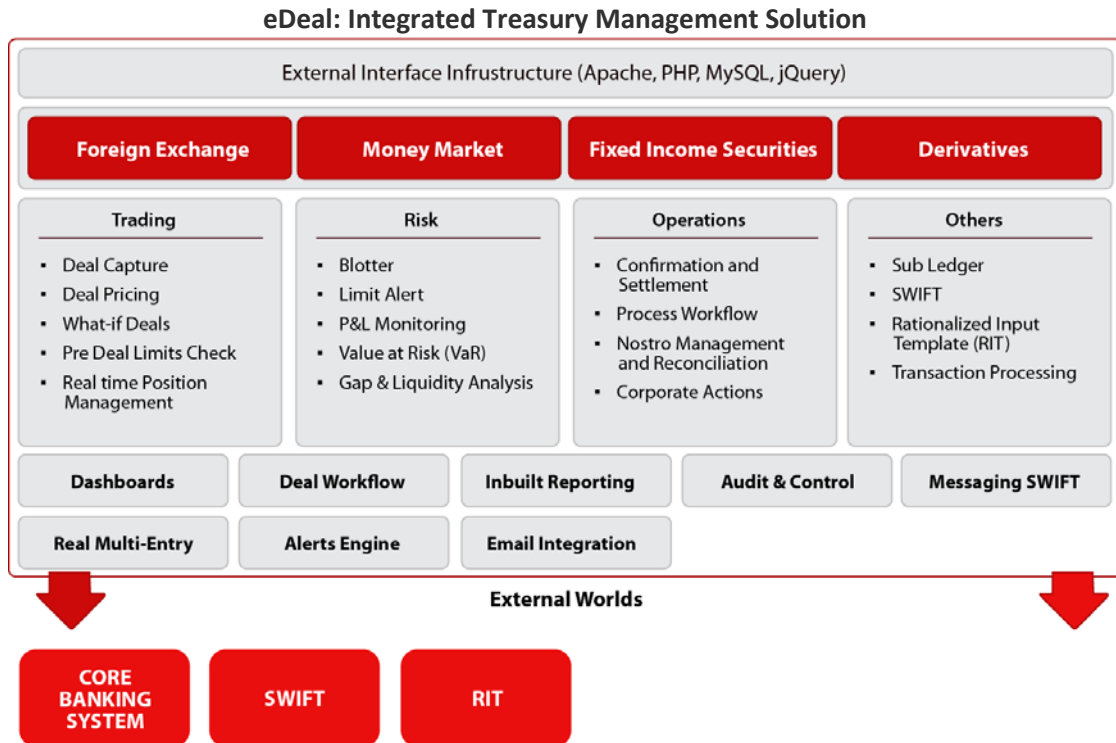 eDeal: Integrated Treasury Management Solution
External Interface Infrustructure (Apache, PHP, MySQL, jQuery)
Foreign Exchange
Money Market
Fixed Income Securities
Derivatives
Trading
▪ Deal Capture
▪ Deal Pricing
▪ What-if Deals
▪ Pre Deal Limits Check
▪ Real time Position
Management
Risk
▪ Blotter
▪ Limit Alert
▪ P&L Monitoring
▪ Value at Risk (VaR)
▪ Gap & Liquidity Analysis
Operations
▪ Confirmation and
Settlement
▪ Process Workflow
▪ Nostro Management
and Reconciliation
▪ Corporate Actions
Others
▪ Sub Ledger
▪ SWIFT
▪ Rationalized Input
Template (RIT)
▪ Transaction Processing
Dashboards
Deal Workflow
Inbuilt Reporting
Audit & Control
Messaging SWIFT
Real Multi-Entry
Alerts Engine
Email Integration
External Worlds
CORE
BANKING
SYSTEM
SWIFT
RIT